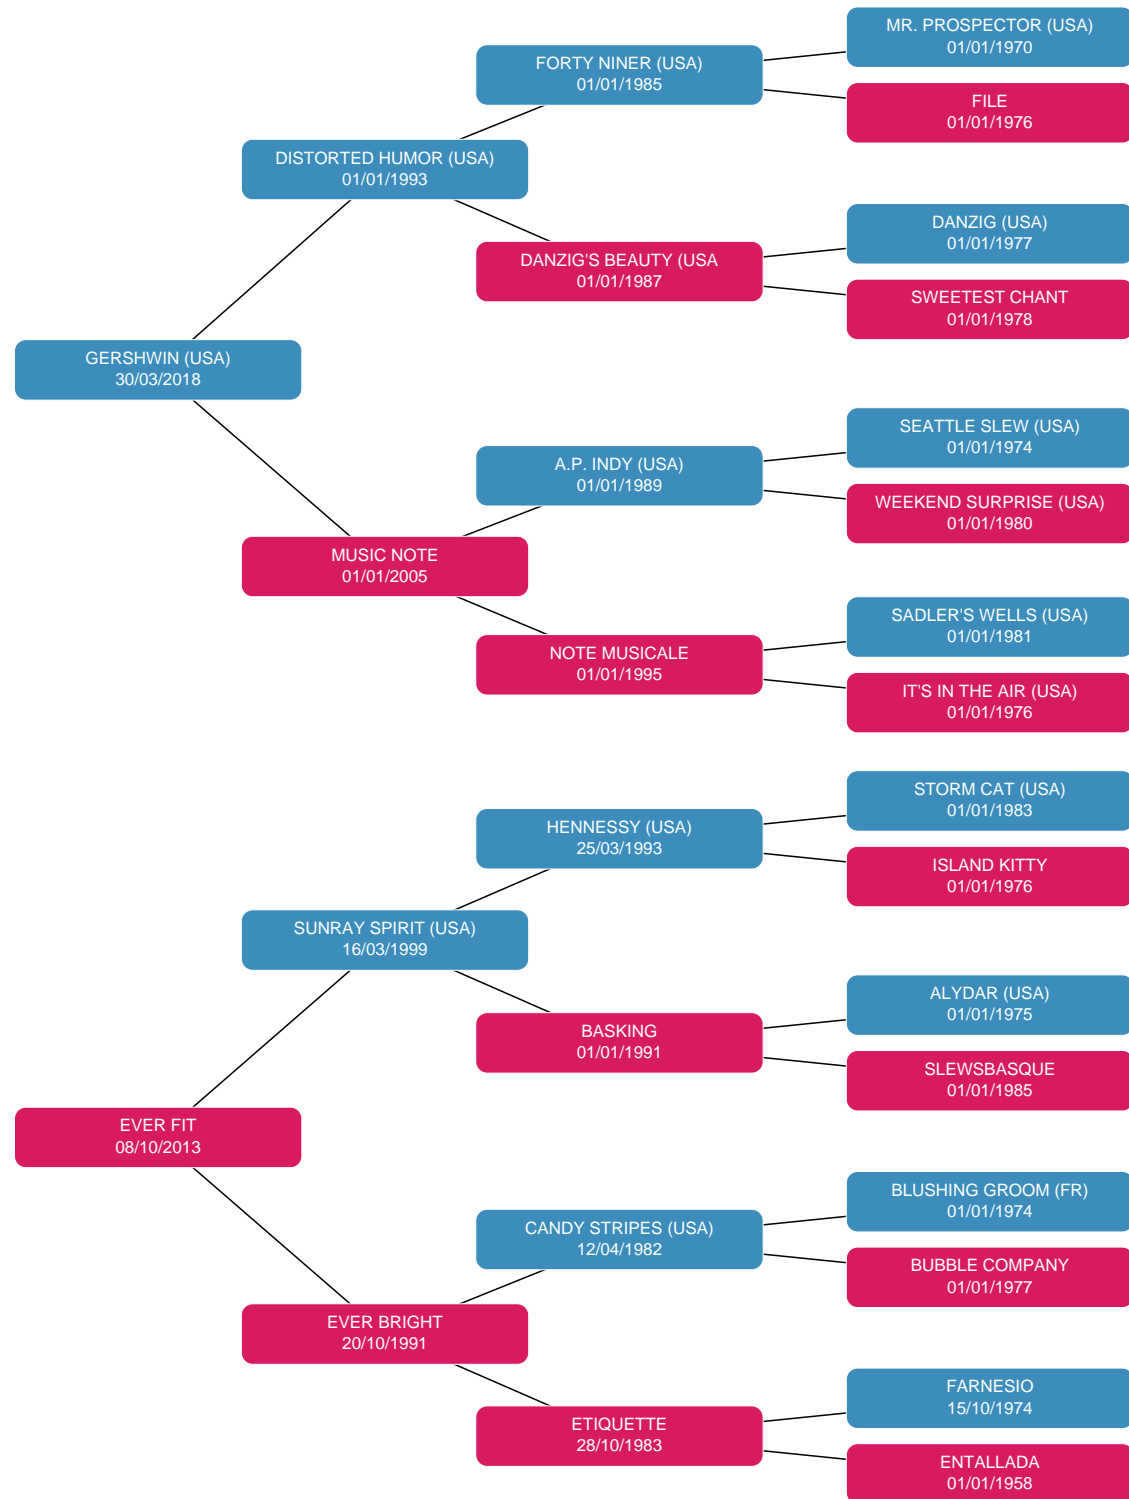 MR. PROSPECTOR (USA)
01/01/1970
FORTY NINER (USA)
01/01/1985
FILE
01/01/1976
DISTORTED HUMOR (USA)
01/01/1993
DANZIG (USA)
01/01/1977
DANZIG'S BEAUTY (USA
01/01/1987
SWEETEST CHANT
01/01/1978
GERSHWIN (USA)
30/03/2018
SEATTLE SLEW (USA)
01/01/1974
A.P. INDY (USA)
01/01/1989
WEEKEND SURPRISE (USA)
01/01/1980
MUSIC NOTE
01/01/2005
SADLER'S WELLS (USA)
01/01/1981
NOTE MUSICALE
01/01/1995
IT'S IN THE AIR (USA)
01/01/1976
STORM CAT (USA)
01/01/1983
HENNESSY (USA)
25/03/1993
ISLAND KITTY
01/01/1976
SUNRAY SPIRIT (USA)
16/03/1999
ALYDAR (USA)
01/01/1975
BASKING
01/01/1991
SLEWSBASQUE
01/01/1985
EVER FIT
08/10/2013
BLUSHING GROOM (FR)
01/01/1974
CANDY STRIPES (USA)
12/04/1982
BUBBLE COMPANY
01/01/1977
EVER BRIGHT
20/10/1991
FARNESIO
15/10/1974
ETIQUETTE
28/10/1983
ENTALLADA
01/01/1958